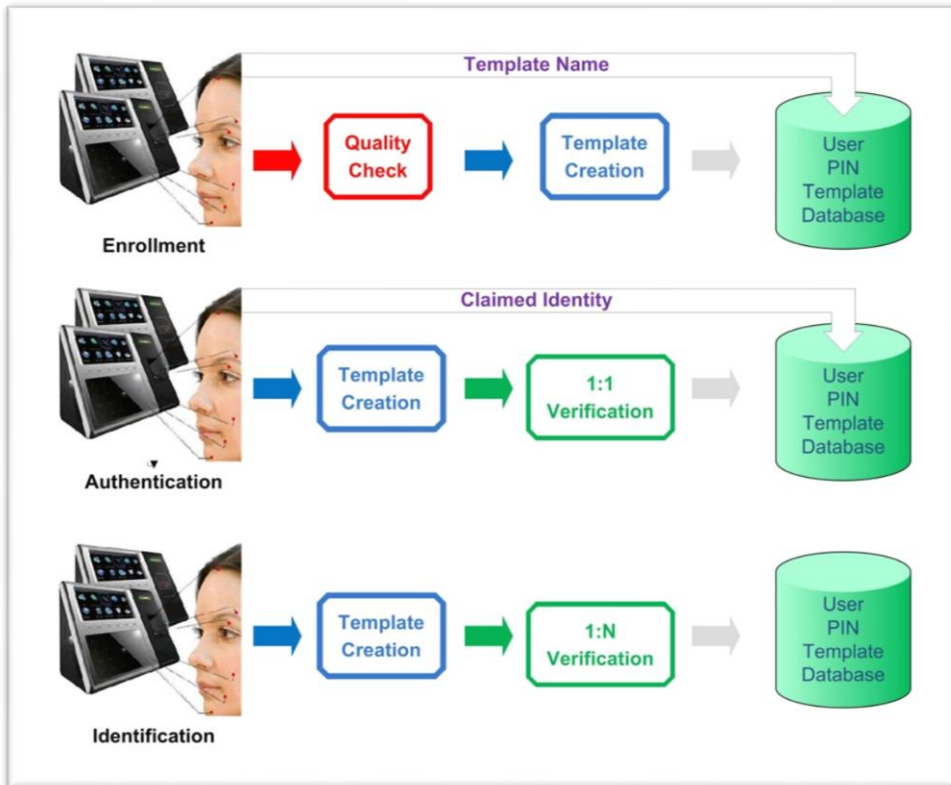 Template Name
Quality
Check
Template
Creation
User
PIN
Template
Database
Enrollment
Claimed Identity
Template
Creation
1:1
Verification
User
PIN
Template
Database
Authentication
Template
Creation
1:N
Verification
User
PIN
Template
Database
Identification